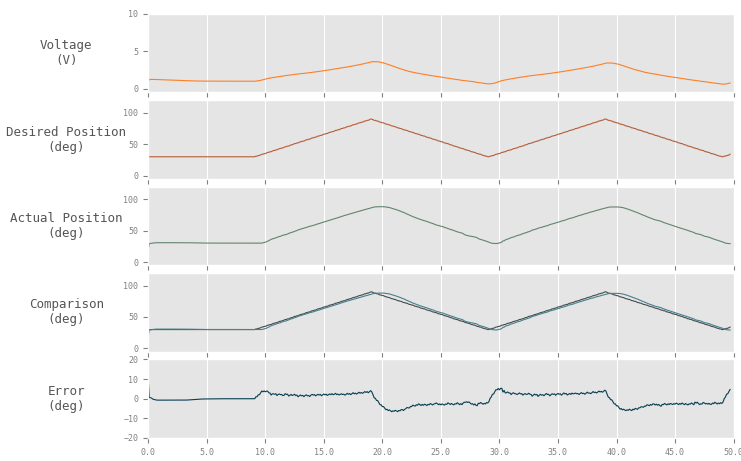 Voltage
(V)
10
5
0
Desired Position
(deg)
100
50
0
Actual Position
(deg)
100
50
0
Comparison
(deg)
100
50
0
Error
(deg)
20
10
0
−10
−20
0.0 5.0 10.0 15.0 20.0 25.0 30.0 35.0 40.0 45.0 50.0